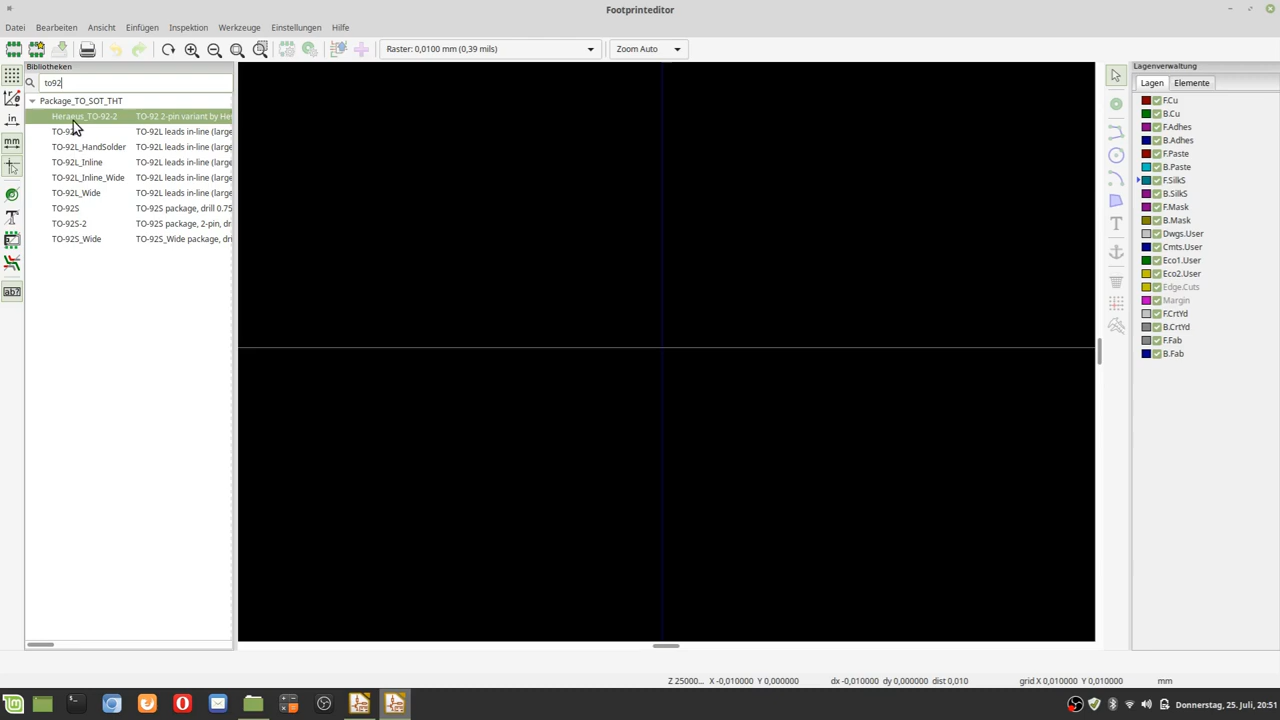 Footprinteditor
Datei Bearbeiten Ansicht Einfügen Inspektion Werkzeuge Einstellungen Hilfe
Raster: 0,0100 mm (0,39 mils) Zoom Auto
Bibliotheken
to92
Package_TO_SOT_THT
Heraeus_TO-92-2 TO-92 2-pin variant by He
TO-92 TO-92L leads in-line (large
TO-92L_HandSolder TO-92L leads in-line (large
TO-92L_Inline TO-92L leads in-line (large
TO-92L_Inline_Wide TO-92L leads in-line (large
TO-92L_Wide TO-92L leads in-line (large
TO-92S TO-92S package, drill 0.75
TO-92S-2 TO-92S package, 2-pin, dr
TO-92S_Wide TO-92S_Wide package, dr
in
mm
ab?
T
Lagenverwaltung
Lagen Elemente
F.Cu
B.Cu
F.Adhes
B.Adhes
F.Paste
B.Paste
F.SilkS
B.SilkS
F.Mask
B.Mask
Dwgs.User
Cmts.User
Eco1.User
Eco2.User
Edge.Cuts
Margin
F.CrtYd
B.CrtYd
F.Fab
B.Fab
Z 25000... X -0,010000 Y 0,000000 dx -0,010000 dy 0,000000 dist 0,010 grid X 0,010000 Y 0,010000 mm
Donnerstag, 25. Juli, 20:51